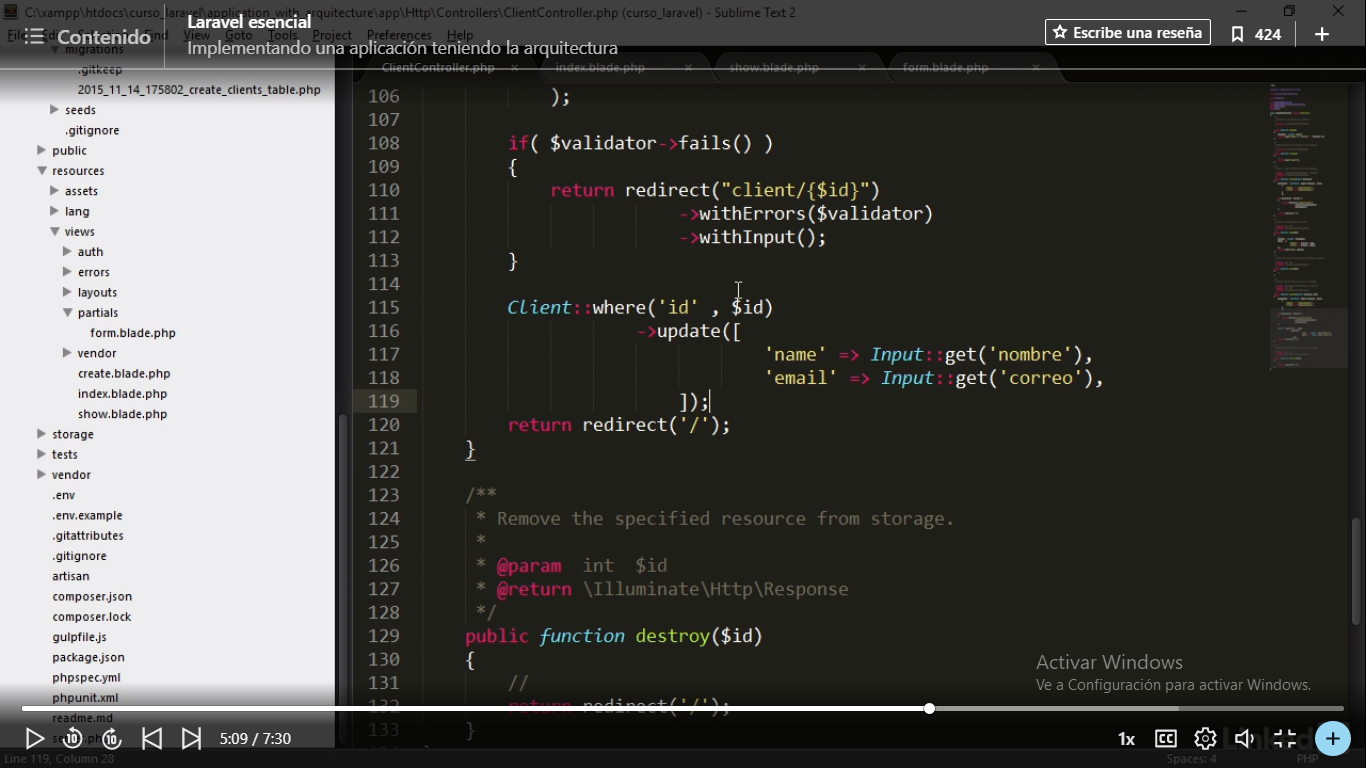 C:\xampp\htdocs\curso_laravel\application_with_arquitecture\app\Http\Controllers\ClientController.php (curso_laravel) - Sublime Text 2
Laravel esencial
Implementando una aplicación teniendo la arquitectura
Contenido
Escribe una reseña
424
File
Find View Goto Tools Project Preferences Help
migrations
.gitkeep
2015_11_14_175802_create_clients_table.php
seeds
.gitignore
public
resources
assets
lang
views
auth
errors
layouts
partials
form.blade.php
vendor
create.blade.php
index.blade.php
show.blade.php
storage
tests
vendor
.env
.env.example
.gitattributes
.gitignore
artisan
composer.json
composer.lock
gulpfile.js
package.json
phpspec.yml
phpunit.xml
readme.md
ClientController.php × index.blade.php × show.blade.php × form.blade.php ×
106 );
107
108 if( $validator->fails() )
109 {
110 return redirect("client/{$id}")
111 ->withErrors($validator)
112 ->withInput();
113 }
114
115 Client::where('id' , $id)
116 ->update([
117 'name' => Input::get('nombre'),
118 'email' => Input::get('correo'),
119 ]);
120 return redirect('/');
121 }
122
123 /**
124 * Remove the specified resource from storage.
125 *
126 * @param int $id
127 * @return \Illuminate\Http\Response
128 */
129 public function destroy($id)
130 {
131 //
132 return redirect('/');
133 }
Activar Windows
Ve a Configuración para activar Windows.
10 10 5:09 / 7:30
1x CC
Linked
Line 119, Column 28
Spaces: 4 PHP